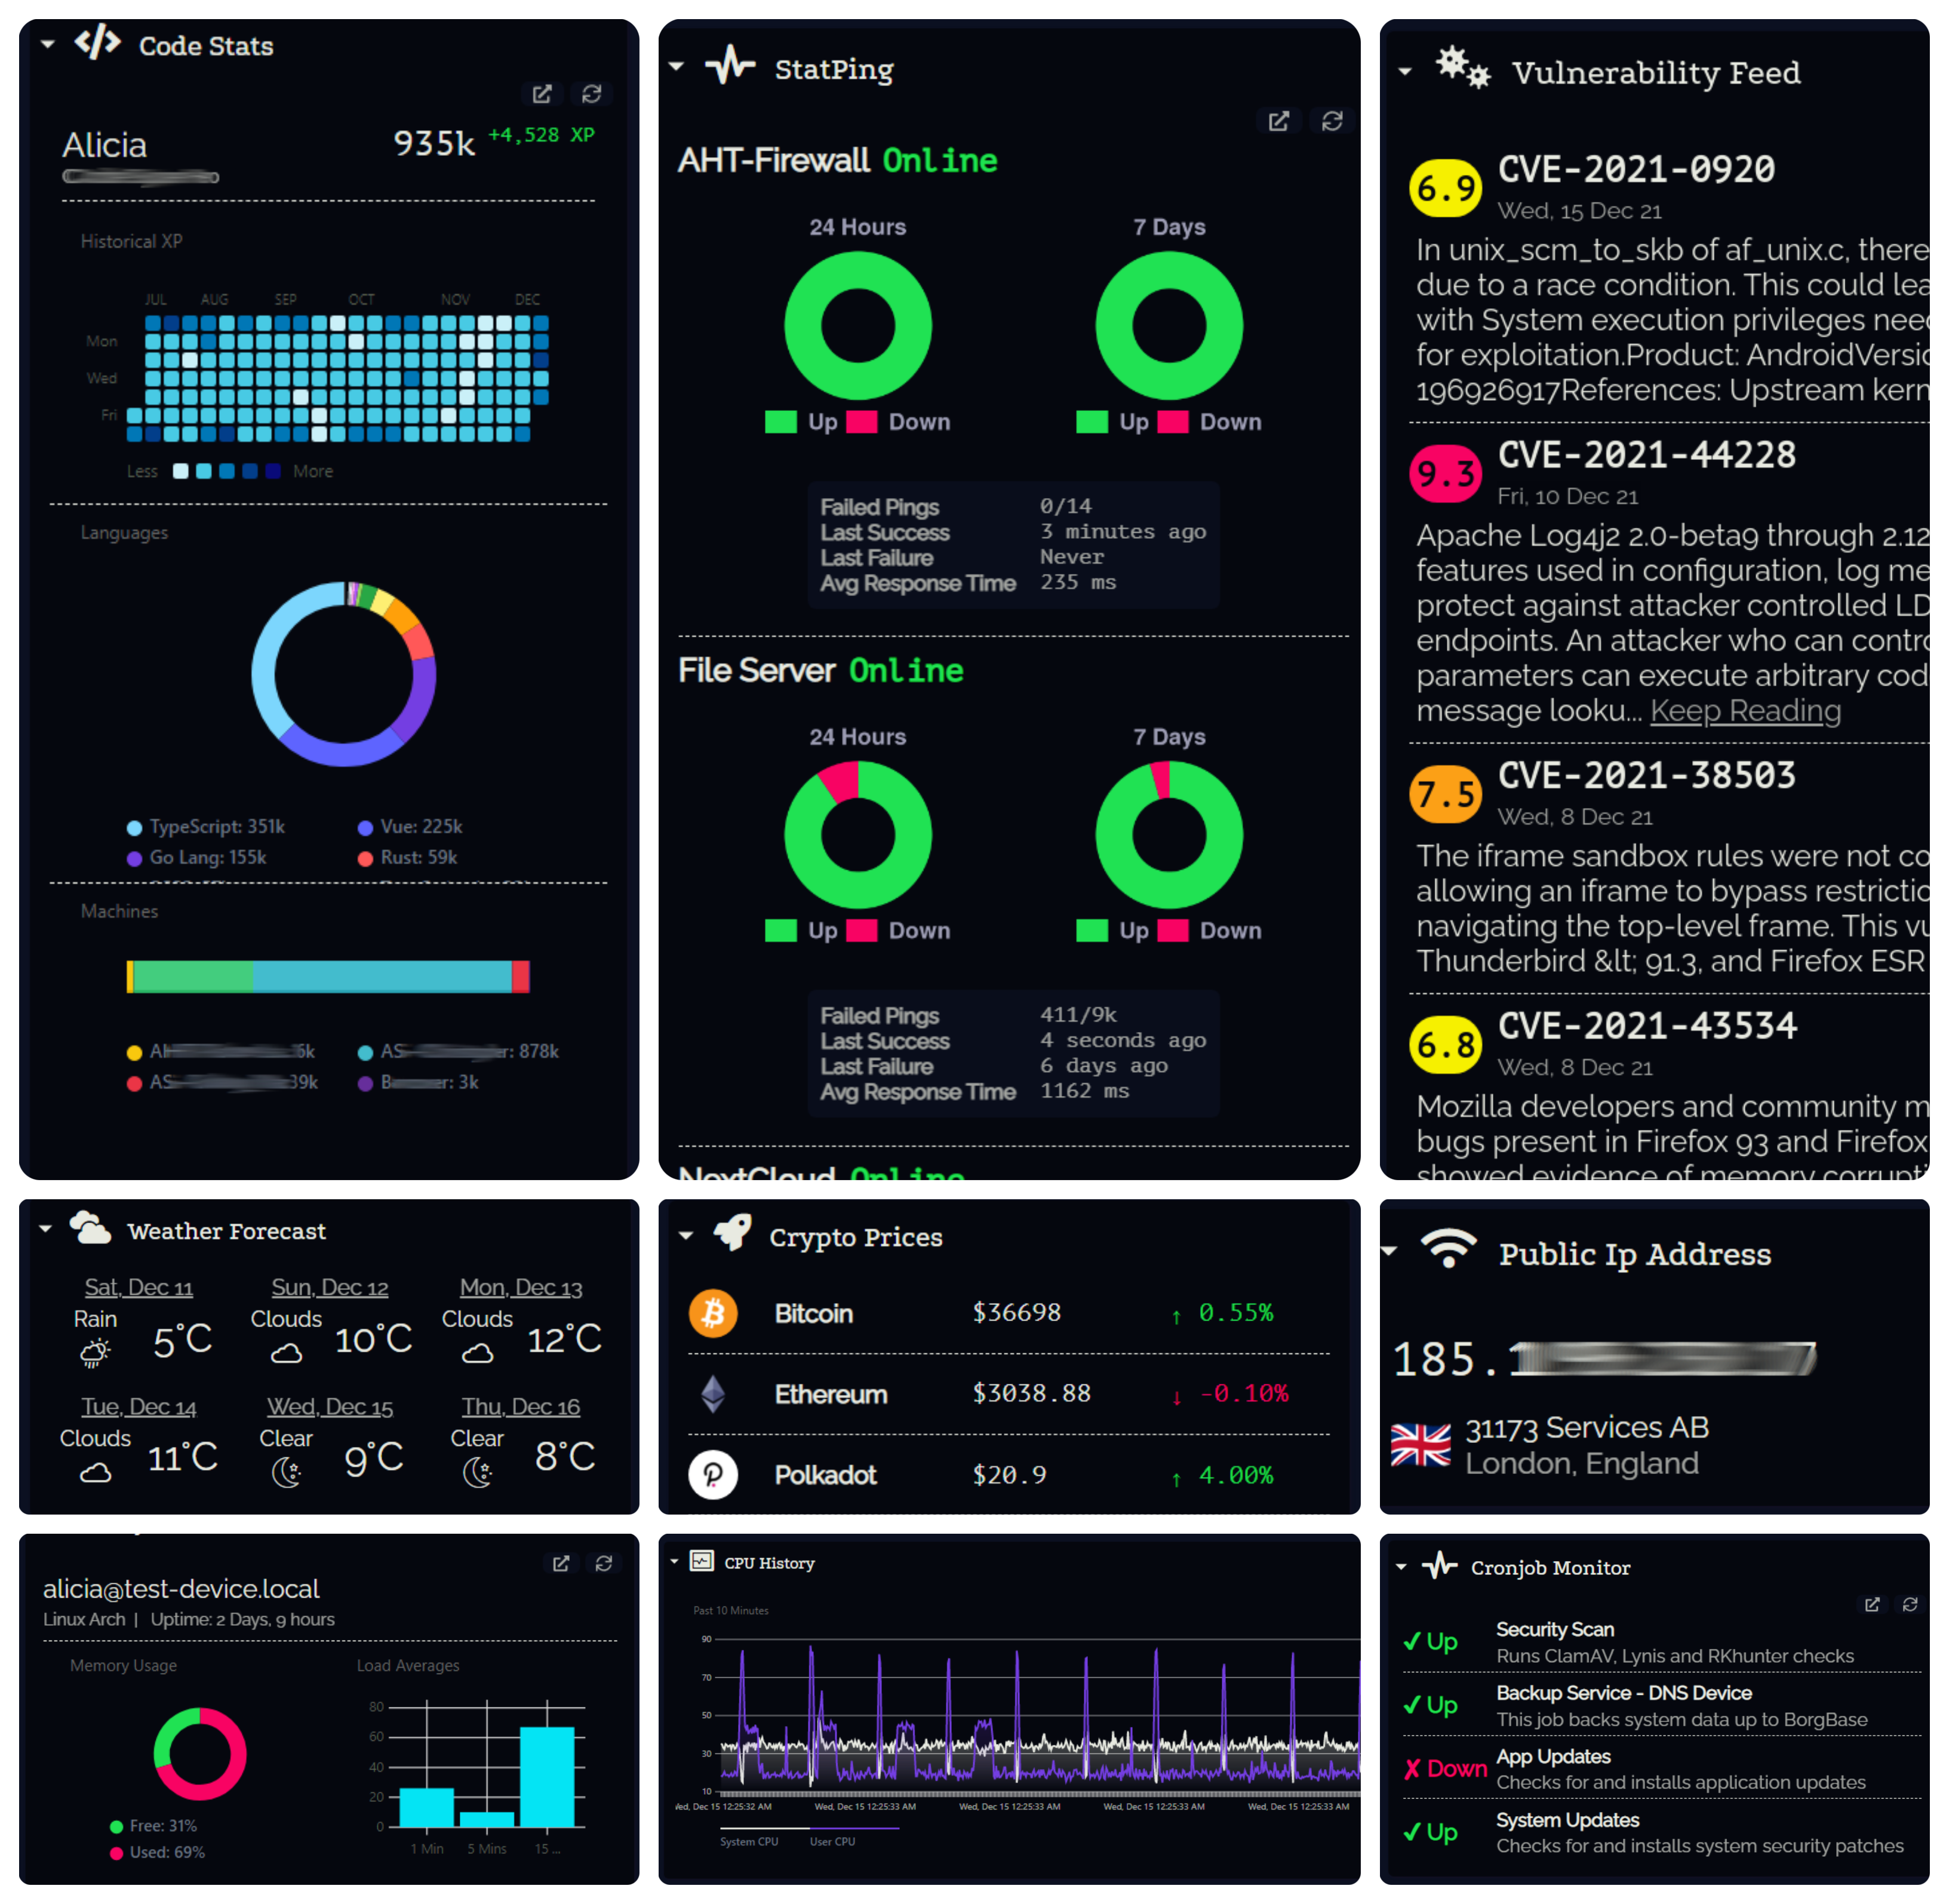 Code Stats
Alicia
935k +4,528 XP
Historical XP
JUL AUG SEP OCT NOV DEC
Mon
Wed
Fri
Less More
Languages
TypeScript: 351k Vue: 225k
Go Lang: 155k Rust: 59k
Machines
6k AS r: 878k
AS 39k B r: 3k
StatPing
AHT-Firewall Online
24 Hours 7 Days
Up Down Up Down
Failed Pings 0/14
Last Success 3 minutes ago
Last Failure Never
Avg Response Time 235 ms
File Server Online
24 Hours 7 Days
Up Down Up Down
Failed Pings 411/9k
Last Success 4 seconds ago
Last Failure 6 days ago
Avg Response Time 1162 ms
NextCloud Online
Vulnerability Feed
6.9 CVE-2021-0920
Wed, 15 Dec 21
In unix_scm_to_skb of af_unix.c, there
due to a race condition. This could lea
with System execution privileges need
for exploitation.Product: AndroidVersio
196926917References: Upstream kern
9.3 CVE-2021-44228
Fri, 10 Dec 21
Apache Log4j2 2.0-beta9 through 2.12
features used in configuration, log me
protect against attacker controlled LD
endpoints. An attacker who can contro
parameters can execute arbitrary cod
message looku... Keep Reading
7.5 CVE-2021-38503
Wed, 8 Dec 21
The iframe sandbox rules were not co
allowing an iframe to bypass restrictio
navigating the top-level frame. This vu
Thunderbird &lt; 91.3, and Firefox ESR
6.8 CVE-2021-43534
Wed, 8 Dec 21
Mozilla developers and community m
bugs present in Firefox 93 and Firefox
showed evidence of memory corrupti
Weather Forecast
Sat, Dec 11 Sun, Dec 12 Mon, Dec 13
Rain 5°C Clouds 10°C Clouds 12°C
Tue, Dec 14 Wed, Dec 15 Thu, Dec 16
Clouds 11°C Clear 9°C Clear 8°C
Crypto Prices
Bitcoin $36698 ↑ 0.55%
Ethereum $3038.88 ↓ -0.10%
Polkadot $20.9 ↑ 4.00%
Public Ip Address
185.1 7
31173 Services AB
London, England
alicia@test-device.local
Linux Arch | Uptime: 2 Days, 9 hours
Memory Usage
Free: 31%
Used: 69%
Load Averages
80
60
40
20
0
1 Min 5 Mins 15 ...
CPU History
Past 10 Minutes
90
70
50
30
10
Wed, Dec 15 12:25:32 AM Wed, Dec 15 12:25:33 AM Wed, Dec 15 12:25:33 AM Wed, Dec 15 12:25:33 AM Wed, Dec 15 12:25:33 AM
System CPU User CPU
Cronjob Monitor
✓ Up Security Scan
Runs ClamAV, Lynis and RKhunter checks
✓ Up Backup Service - DNS Device
This job backs system data up to BorgBase
✗ Down App Updates
Checks for and installs application updates
✓ Up System Updates
Checks for and installs system security patches